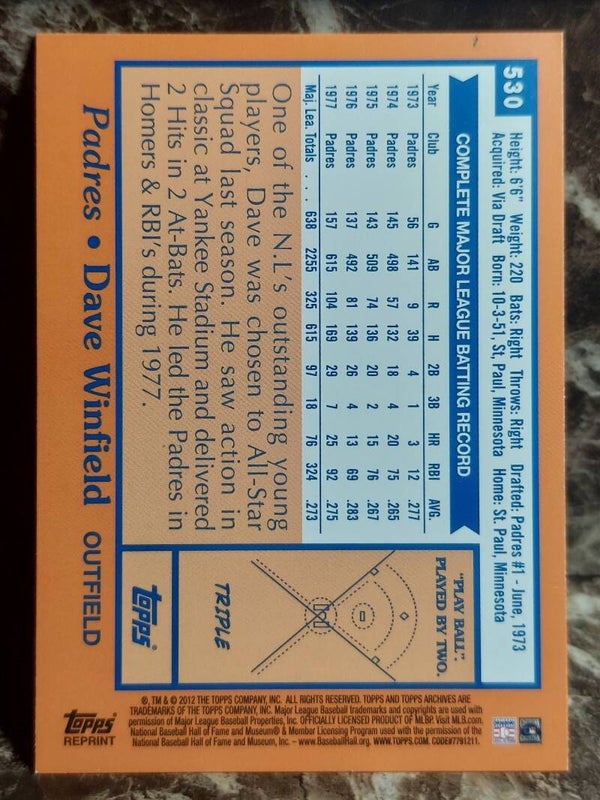 530
Height: 6'6" Weight: 220 Bats: Right Throws: Right Drafted: Padres #1 - June, 1973
Acquired: Via Draft Born: 10-3-51, St. Paul, Minnesota Home: St. Paul, Minnesota
COMPLETE MAJOR LEAGUE BATTING RECORD
Year Club G AB R H 2B 3B HR RBI AVG.
1973 Padres 56 141 9 39 4 1 3 12 .277
1974 Padres 145 498 57 132 18 4 20 75 .265
1975 Padres 143 509 74 136 20 2 15 76 .267
1976 Padres 137 492 81 139 26 4 13 69 .283
1977 Padres 157 615 104 169 29 7 25 92 .275
Maj. Lea. Totals . . . 638 2255 325 615 97 18 76 324 .273
One of the N.L's outstanding young
players, Dave was chosen to All-Star
Squad last season. He saw action in
classic at Yankee Stadium and delivered
2 Hits in 2 At-Bats. He led the Padres in
Homers & RBI's during 1977.
"PLAY BALL":
PLAYED BY TWO.
TRIPLE
Topps
Padres • Dave Winfield OUTFIELD
®, TM & © 2012 THE TOPPS COMPANY, INC. ALL RIGHTS RESERVED. TOPPS AND TOPPS ARCHIVES ARE
TRADEMARKS OF THE TOPPS COMPANY, INC. Major League Baseball trademarks and copyrights are used with
permission of Major League Baseball Properties, Inc. OFFICIALLY LICENSED PRODUCT OF MLBP. Visit MLB.com.
National Baseball Hall of Fame and Museum® & Member Licensing Program used with the permission of the
National Baseball Hall of Fame and Museum, Inc. – www.BaseballHall.org. WWW.TOPPS.COM. CODE#7791211.
Topps
REPRINT